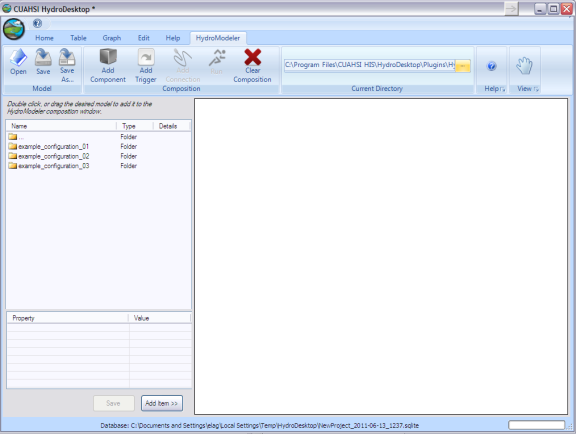 CUAHSI HydroDesktop *
Home Table Graph Edit Help HydroModeler
Open Save Save As... Add Component Add Trigger Add Connection Run Clear Composition
C:\Program Files\CUAHSI HIS\HydroDesktop\Plugins\H
Model Composition Current Directory Help View
Double click, or drag the desired model to add it to the
HydroModeler composition window.
Name Type Details
... Folder
example_configuration_01 Folder
example_configuration_02 Folder
example_configuration_03 Folder
Property Value
Save Add Item >>
Database: C:\Documents and Settings\elag\Local Settings\Temp\HydroDesktop\NewProject_2011-06-13_1237.sqlite